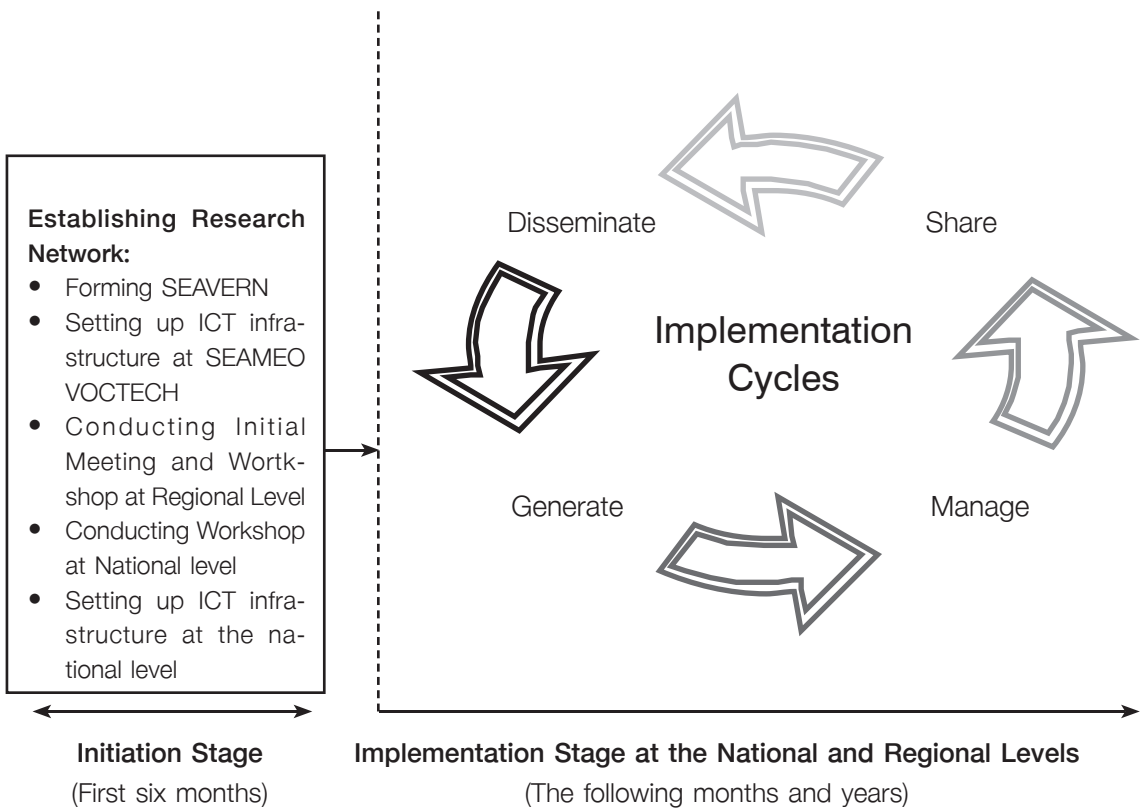 Establishing Research
Network:
• Forming SEAVERN
• Setting up ICT infra-
structure at SEAMEO
VOCTECH
• Conducting Initial
Meeting and Wortk-
shop at Regional Level
• Conducting Workshop
at National level
• Setting up ICT infra-
structure at the na-
tional level
Disseminate
Share
Implementation
Cycles
Generate
Manage
Initiation Stage
(First six months)
Implementation Stage at the National and Regional Levels
(The following months and years)